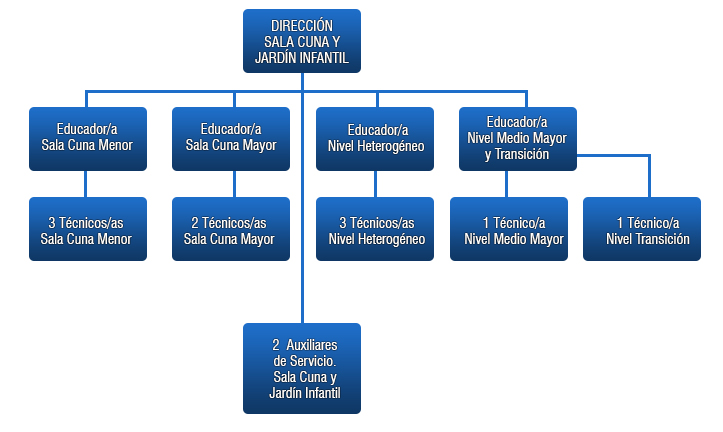 DIRECCIÓN
SALA CUNA Y
JARDÍN INFANTIL
Educador/a
Sala Cuna Menor
Educador/a
Sala Cuna Mayor
Educador/a
Nivel Heterogéneo
Educador/a
Nivel Medio Mayor
y Transición
3 Técnicos/as
Sala Cuna Menor
2 Técnicos/as
Sala Cuna Mayor
3 Técnicos/as
Nivel Heterogéneo
1 Técnico/a
Nivel Medio Mayor
1 Técnico/a
Nivel Transición
2 Auxiliares
de Servicio.
Sala Cuna y
Jardín Infantil